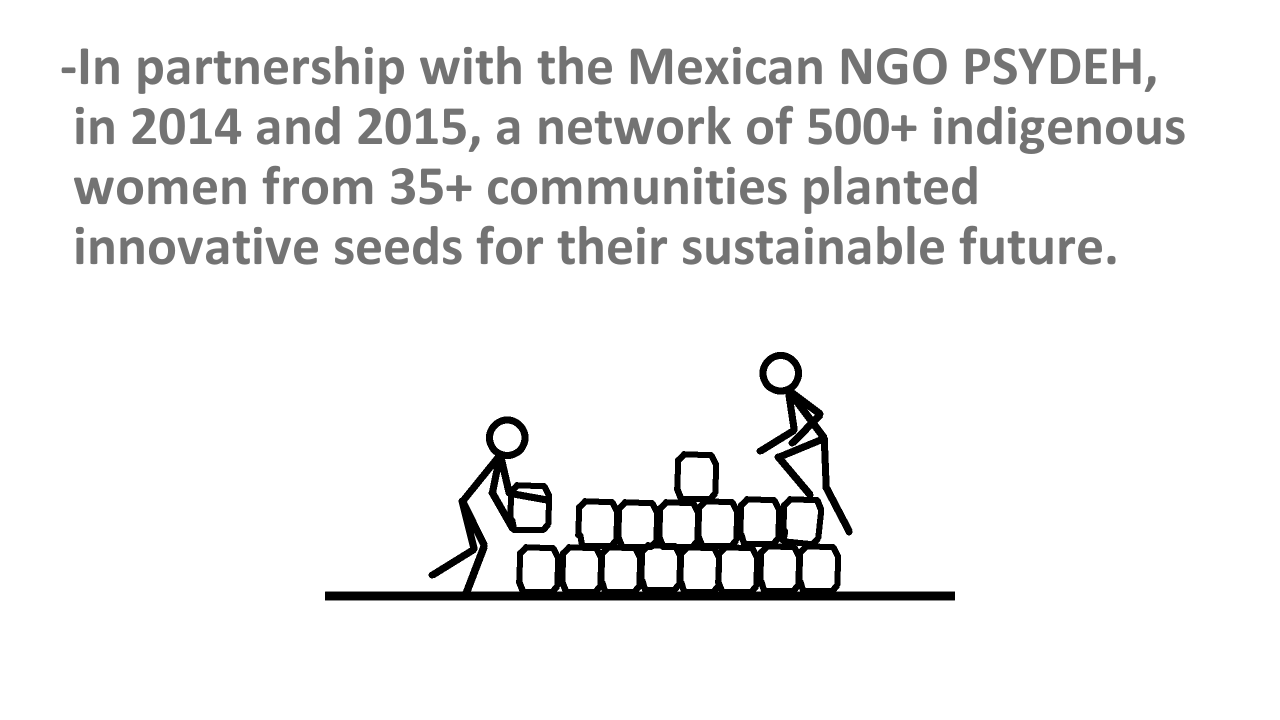 -In partnership with the Mexican NGO PSYDEH,
in 2014 and 2015, a network of 500+ indigenous
women from 35+ communities planted
innovative seeds for their sustainable future.